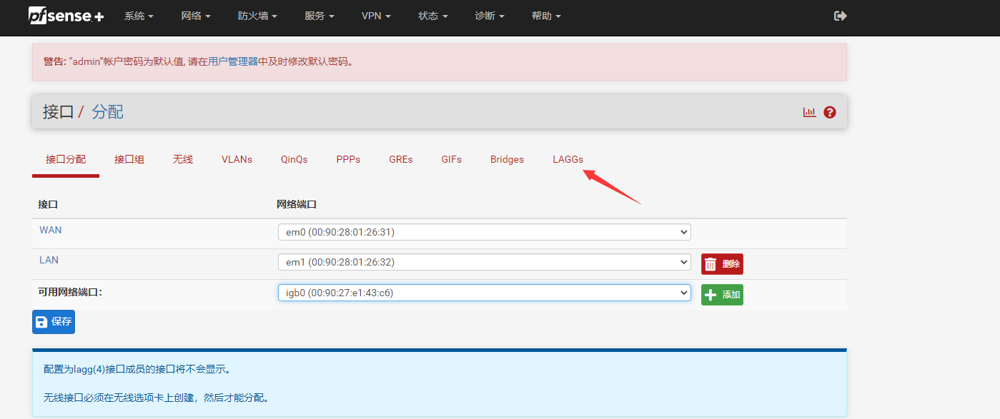 pfsense+ 系统 网络 防火墙 服务 VPN 状态 诊断 帮助
警告: “admin”帐户密码为默认值, 请在用户管理器中及时修改默认密码。
接口 / 分配
接口分配 接口组 无线 VLANs QinQs PPPs GREs GIFs Bridges LAGGs
接口 网络端口
WAN em0 (00:90:28:01:26:31)
LAN em1 (00:90:28:01:26:32) 删除
可用网络端口: igb0 (00:90:27:e1:43:c6) 添加
保存
配置为lagg(4)接口成员的接口将不会显示。
无线接口必须在无线选项卡上创建，然后才能分配。